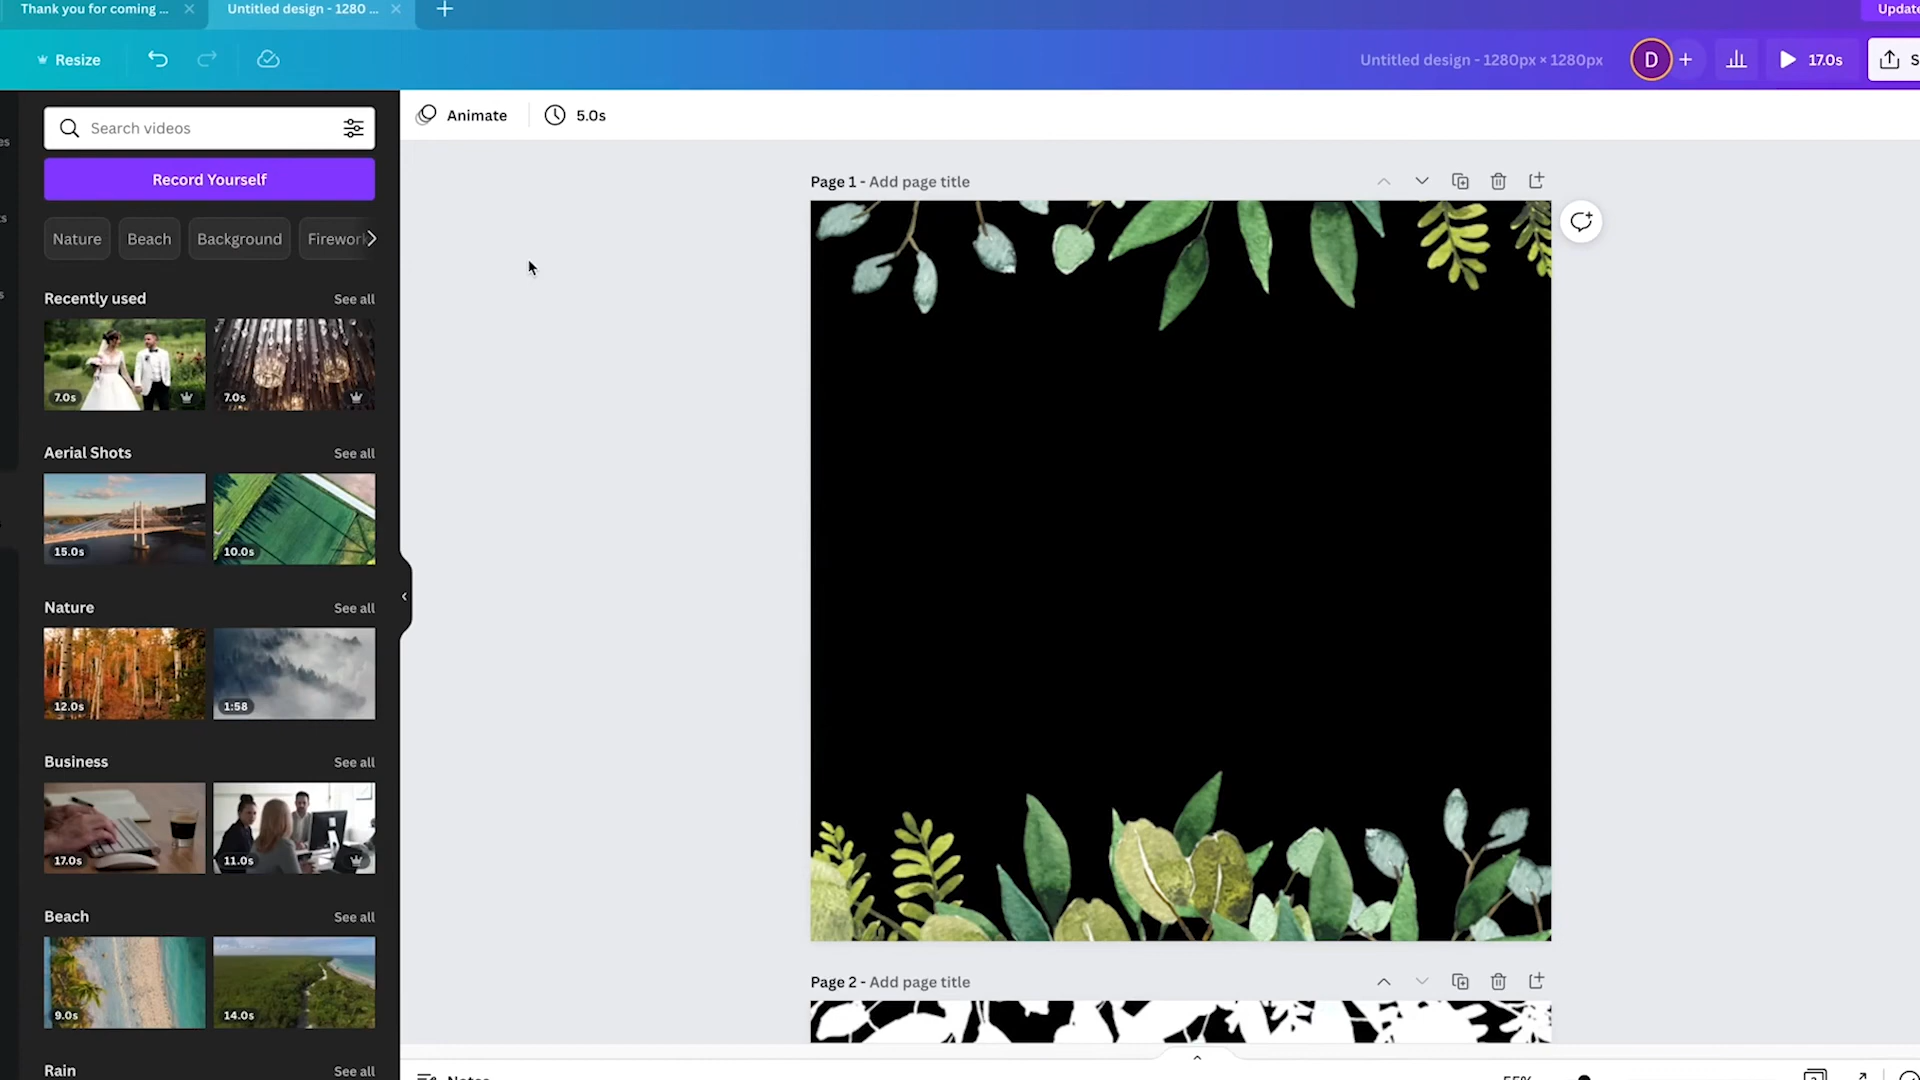 Thank you for coming ...
Untitled design - 1280 ...
Resize
Untitled design - 1280px × 1280px
D
17.0s
Search videos
Animate
5.0s
Record Yourself
Page 1 - Add page title
Nature
Beach
Background
Recently used
See all
7.0s
7.0s
Aerial Shots
See all
15.0s
10.0s
Nature
See all
12.0s
1:58
Business
See all
17.0s
11.0s
Beach
See all
Page 2 - Add page title
9.0s
14.0s
Rain
See all